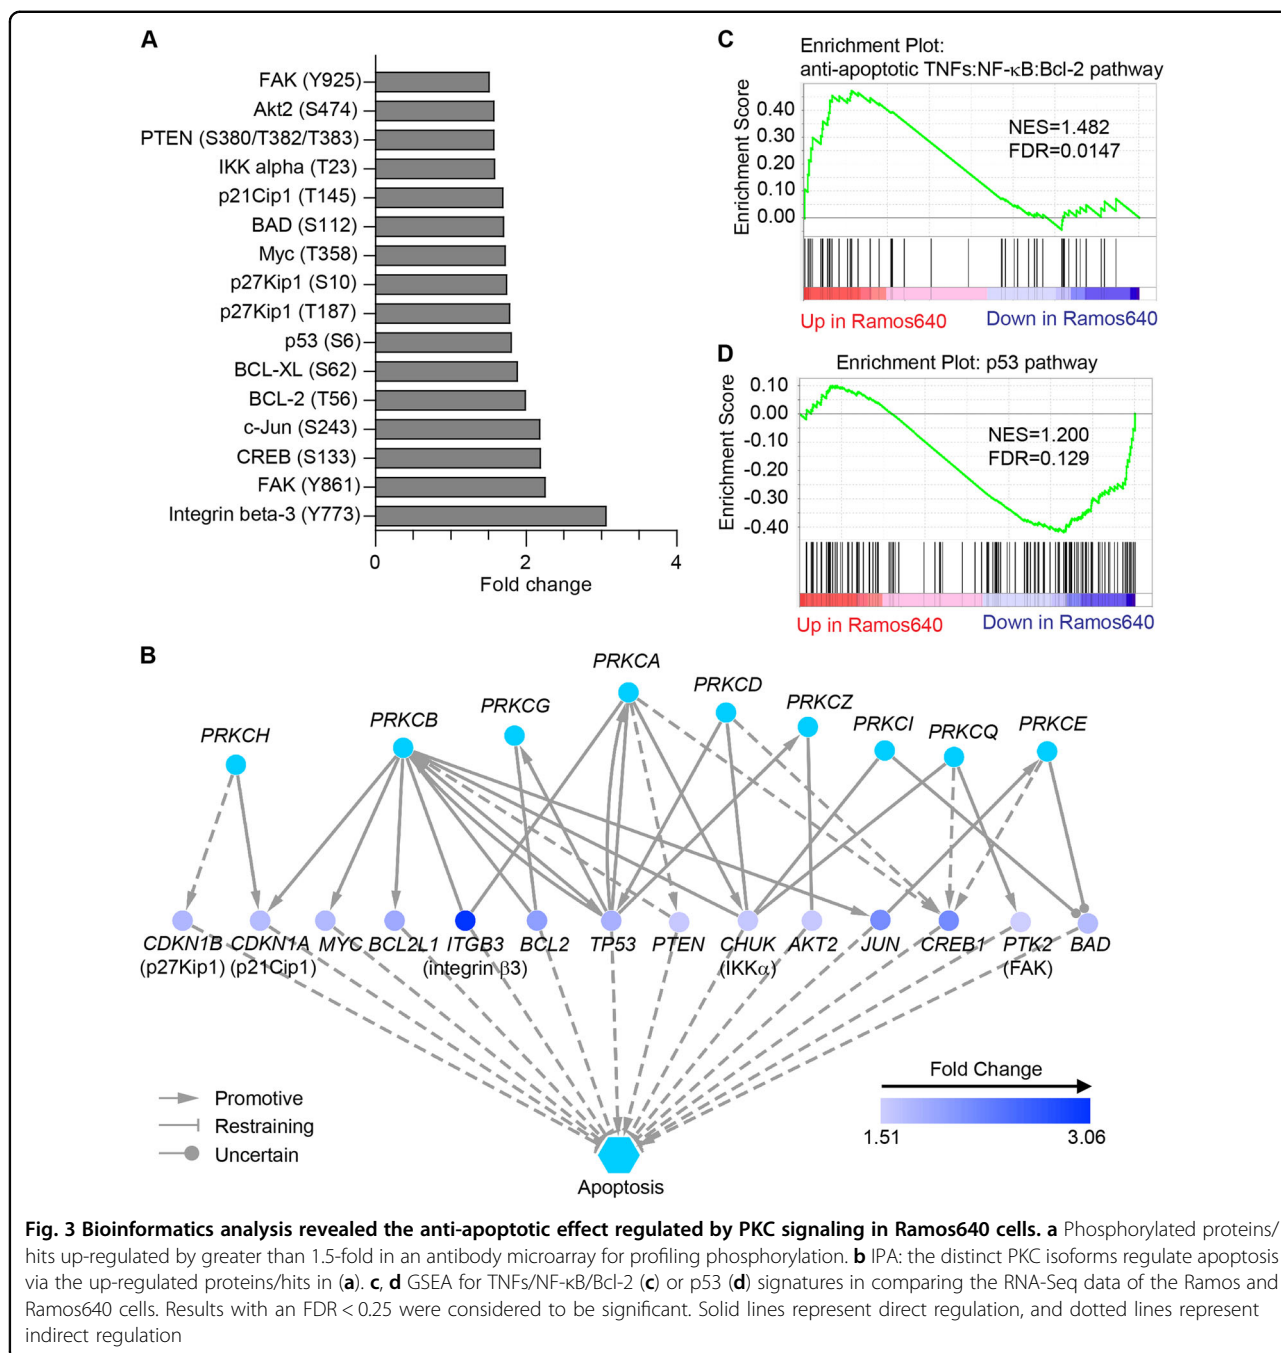 A
FAK (Y925)
Akt2 (S474)
PTEN (S380/T382/T383)
IKK alpha (T23)
p21Cip1 (T145)
BAD (S112)
Myc (T358)
p27Kip1 (S10)
p27Kip1 (T187)
p53 (S6)
BCL-XL (S62)
BCL-2 (T56)
c-Jun (S243)
CREB (S133)
FAK (Y861)
Integrin beta-3 (Y773)
0 2 4
Fold change
C
Enrichment Plot:
anti-apoptotic TNFs:NF-κB:Bcl-2 pathway
Enrichment Score
0.40
0.30
0.20
0.10
0.00
NES=1.482
FDR=0.0147
Up in Ramos640 Down in Ramos640
D
Enrichment Plot: p53 pathway
Enrichment Score
0.10
0.00
-0.10
-0.20
-0.30
-0.40
NES=1.200
FDR=0.129
Up in Ramos640 Down in Ramos640
B
PRKCH PRKCB PRKCG PRKCA PRKCD PRKCZ PRKCI PRKCQ PRKCE
CDKN1B CDKN1A MYC BCL2L1 ITGB3 BCL2 TP53 PTEN CHUK AKT2 JUN CREB1 PTK2 BAD
(p27Kip1) (p21Cip1) (integrin β3) (IKKα) (FAK)
Promotive
Restraining
Uncertain
Apoptosis
Fold Change
1.51 3.06
Fig. 3 Bioinformatics analysis revealed the anti-apoptotic effect regulated by PKC signaling in Ramos640 cells. a Phosphorylated proteins/
hits up-regulated by greater than 1.5-fold in an antibody microarray for profiling phosphorylation. b IPA: the distinct PKC isoforms regulate apoptosis
via the up-regulated proteins/hits in (a). c, d GSEA for TNFs/NF-κB/Bcl-2 (c) or p53 (d) signatures in comparing the RNA-Seq data of the Ramos and
Ramos640 cells. Results with an FDR < 0.25 were considered to be significant. Solid lines represent direct regulation, and dotted lines represent
indirect regulation